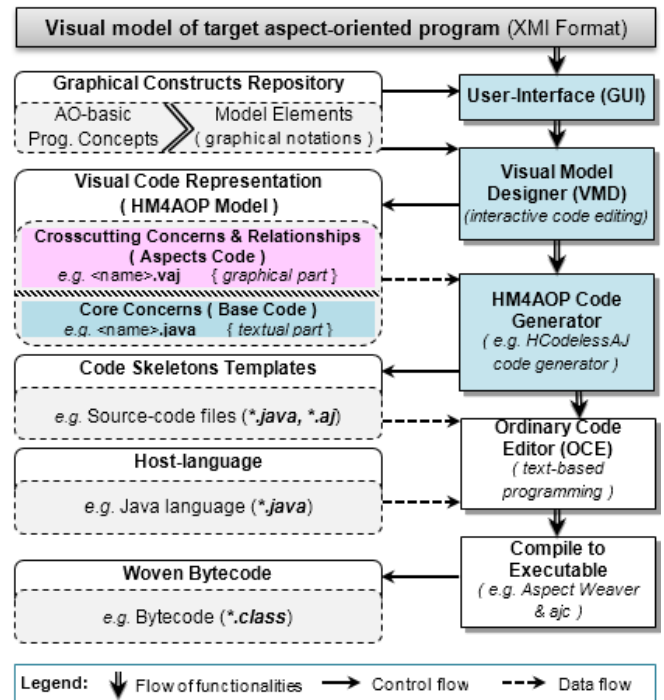 Visual model of target aspect-oriented program (XMI Format)
Graphical Constructs Repository
AO-basic
Prog. Concepts
Model Elements
( graphical notations )
User-Interface (GUI)
Visual Model
Designer (VMD)
(interactive code editing)
Visual Code Representation
( HM4AOP Model )
Crosscutting Concerns & Relationships
( Aspects Code )
e.g. <name>.vaj { graphical part }
Core Concerns ( Base Code )
e.g. <name>.java { textual part }
HM4AOP Code
Generator
( e.g. HCodelessAJ
code generator )
Code Skeletons Templates
e.g. Source-code files (*.java, *.aj)
Ordinary Code
Editor (OCE)
( text-based
programming )
Host-language
e.g. Java language (*.java)
Compile to
Executable
( e.g. Aspect Weaver
& ajc )
Woven Bytecode
e.g. Bytecode (*.class)
Legend: Flow of functionalities Control flow Data flow